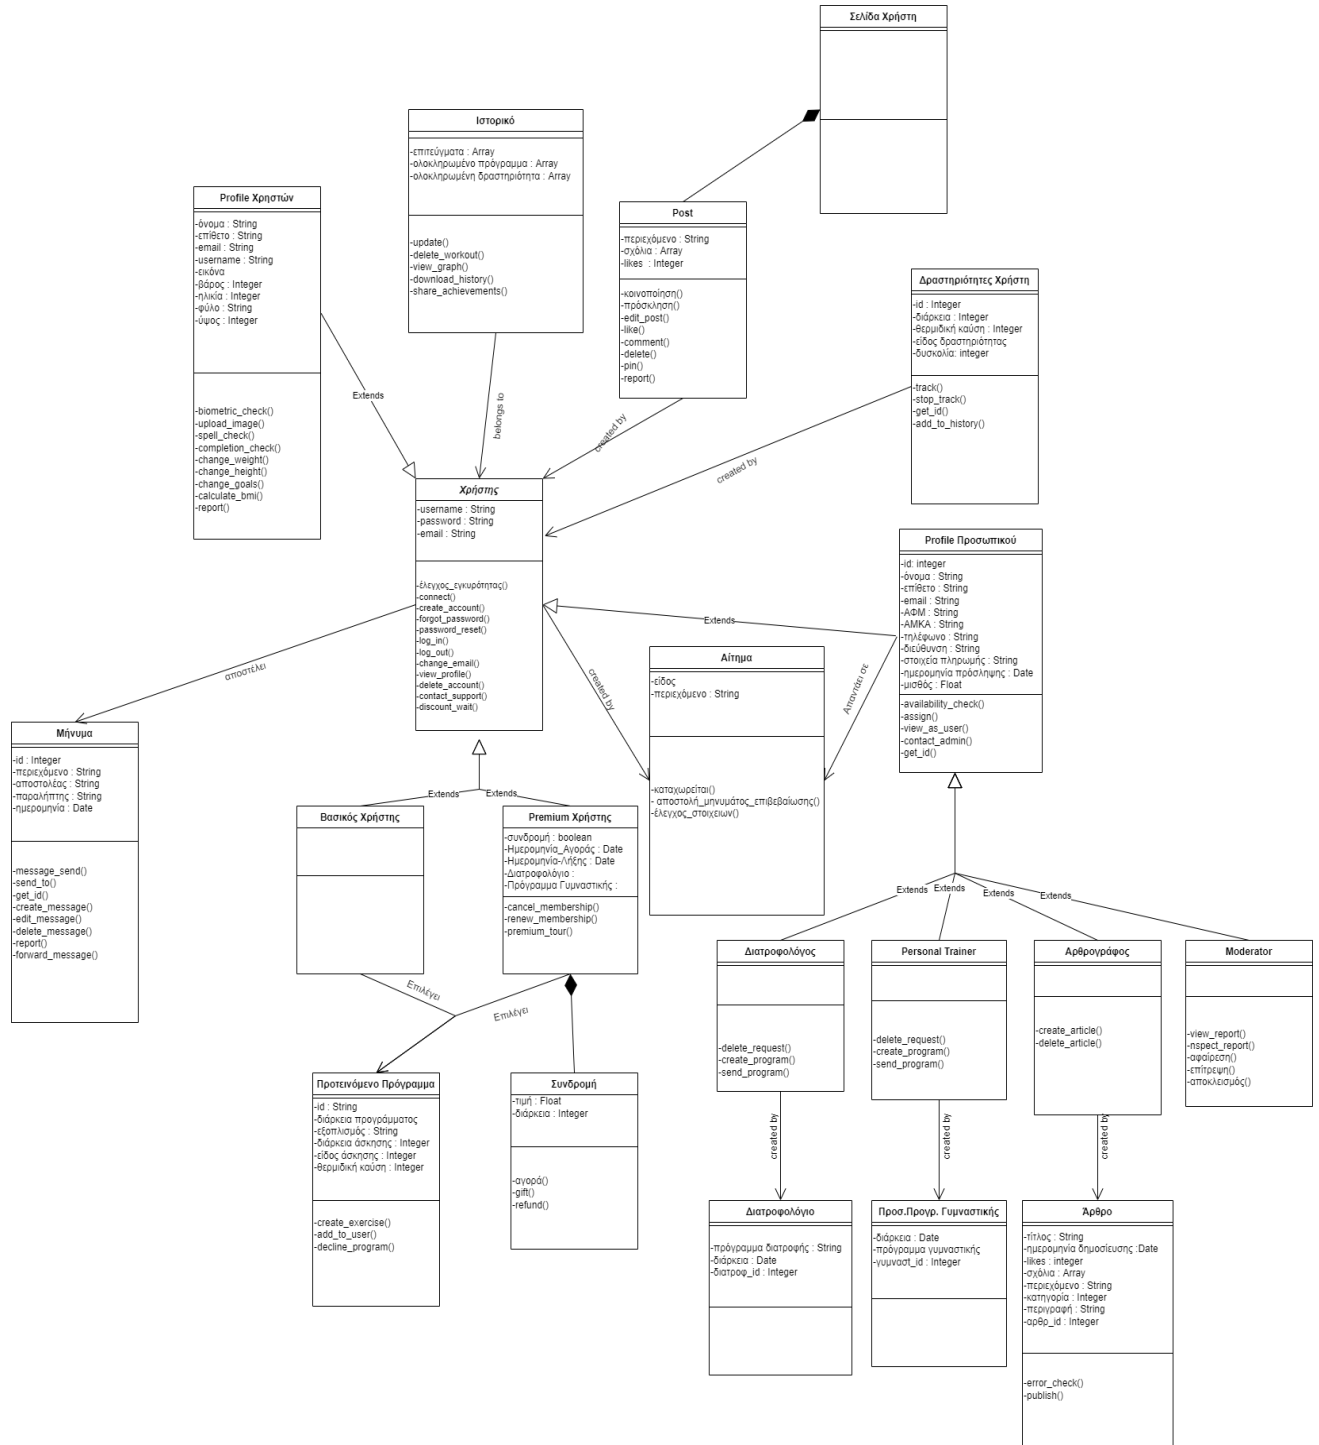 Σελίδα Χρήστη
Ιστορικό
-επιτεύγματα : Array
-ολοκληρωμένο πρόγραμμα : Array
-ολοκληρωμένη δραστηριότητα : Array
-update()
-delete_workout()
-view_graph()
-download_history()
-share_achievements()
Profile Χρηστών
-όνομα : String
-επίθετο : String
-email : String
-username : String
-εικόνα
-βάρος : Integer
-ηλικία : Integer
-φύλο : String
-ύψος : Integer
-biometric_check()
-upload_image()
-spell_check()
-completion_check()
-change_weight()
-change_height()
-change_goals()
-calculate_bmi()
-report()
Post
-περιεχόμενο : String
-σχόλια : Array
-likes : Integer
-κοινοποίηση()
-πρόσκληση()
-edit_post()
-like()
-comment()
-delete()
-pin()
-report()
Δραστηριότητες Χρήστη
-id : Integer
-διάρκεια : Integer
-θερμιδική καύση : Integer
-είδος δραστηριότητας
-δυσκολία: integer
-track()
-stop_track()
-get_id()
-add_to_history()
Extends
belongs to
created by
created by
Χρήστης
-username : String
-password : String
-email : String
-έλεγχος_εγκυρότητας()
-connect()
-create_account()
-forgot_password()
-password_reset()
-log_in()
-log_out()
-change_email()
-view_profile()
-delete_account()
-contact_support()
-discount_wait()
Profile Προσωπικού
-id: integer
-όνομα : String
-επίθετο : String
-email : String
-ΑΦΜ : String
-ΑΜΚΑ : String
-τηλέφωνο : String
-διεύθυνση : String
-στοιχεία πληρωμής : String
-ημερομηνία πρόσληψης : Date
-μισθός : Float
-availability_check()
-assign()
-view_as_user()
-contact_admin()
-get_id()
Extends
αποστέλει
created by
Απαντάει σε
Αίτημα
-είδος
-περιεχόμενο : String
-καταχωρείται()
- αποστολή_μηνυμάτος_επιβεβαίωσης()
-έλεγχος_στοιχειων()
Μήνυμα
-id : Integer
-περιεχόμενο : String
-αποστολέας : String
-παραλήπτης : String
-ημερομηνία : Date
-message_send()
-send_to()
-get_id()
-create_message()
-edit_message()
-delete_message()
-report()
-forward_message()
Extends
Extends
Βασικός Χρήστης
Premium Χρήστης
-συνδρομή : boolean
-Ημερομηνία_Αγοράς : Date
-Ημερομηνία-Λήξης : Date
-Διατροφολόγιο :
-Πρόγραμμα Γυμναστικής :
-cancel_membership()
-renew_membership()
-premium_tour()
Extends
Extends
Extends
Extends
Διατροφολόγος
-delete_request()
-create_program()
-send_program()
Personal Trainer
-delete_request()
-create_program()
-send_program()
Αρθρογράφος
-create_article()
-delete_article()
Moderator
-view_report()
-nspect_report()
-αφαίρεση()
-επίτρεψη()
-αποκλεισμός()
Επιλέγει
Επιλέγει
Προτεινόμενο Πρόγραμμα
-id : String
-διάρκεια προγράμματος
-εξοπλισμός : String
-διάρκεια άσκησης : Integer
-είδος άσκησης : Integer
-θερμιδική καύση : Integer
-create_exercise()
-add_to_user()
-decline_program()
Συνδρομή
-τιμή : Float
-διάρκεια : Integer
-αγορά()
-gift()
-refund()
created by
created by
created by
Διατροφολόγιο
-πρόγραμμα διατροφής : String
-διάρκεια : Date
-διατροφ_id : Integer
Προσ.Προγρ. Γυμναστικής
-διάρκεια : Date
-πρόγραμμα γυμναστικής
-γυμναστ_id : Integer
Άρθρο
-τίτλος : String
-ημερομηνία δημοσίευσης :Date
-likes : integer
-σχόλια : Array
-περιεχόμενο : String
-κατηγορία : Integer
-περιγραφή : String
-αρθρ_id : Integer
-error_check()
-publish()